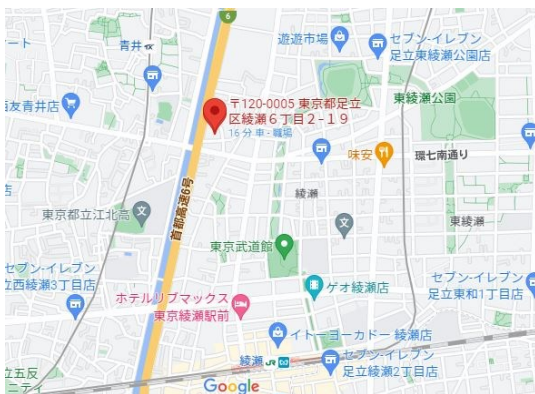 6
遊遊市場
セブン-イレブン
足立東綾瀬公園店
青井
西友青井店
〒120-0005 東京都足立
区綾瀬６丁目２−１９
16 分 車 - 職場
東綾瀬公園
味安
環七南通り
綾瀬
東京都立江北高
首都高速6号
東綾瀬
東京武道館
セブン-イレブン
足立西綾瀬3丁目店
ゲオ綾瀬店
セブン-イレブン
足立東和1丁目店
ホテルリブマックス
東京綾瀬駅前
イトーヨーカドー 綾瀬店
綾瀬
JR
セブン-イレブン
足立綾瀬2丁目店
立五反
ニティ
Google